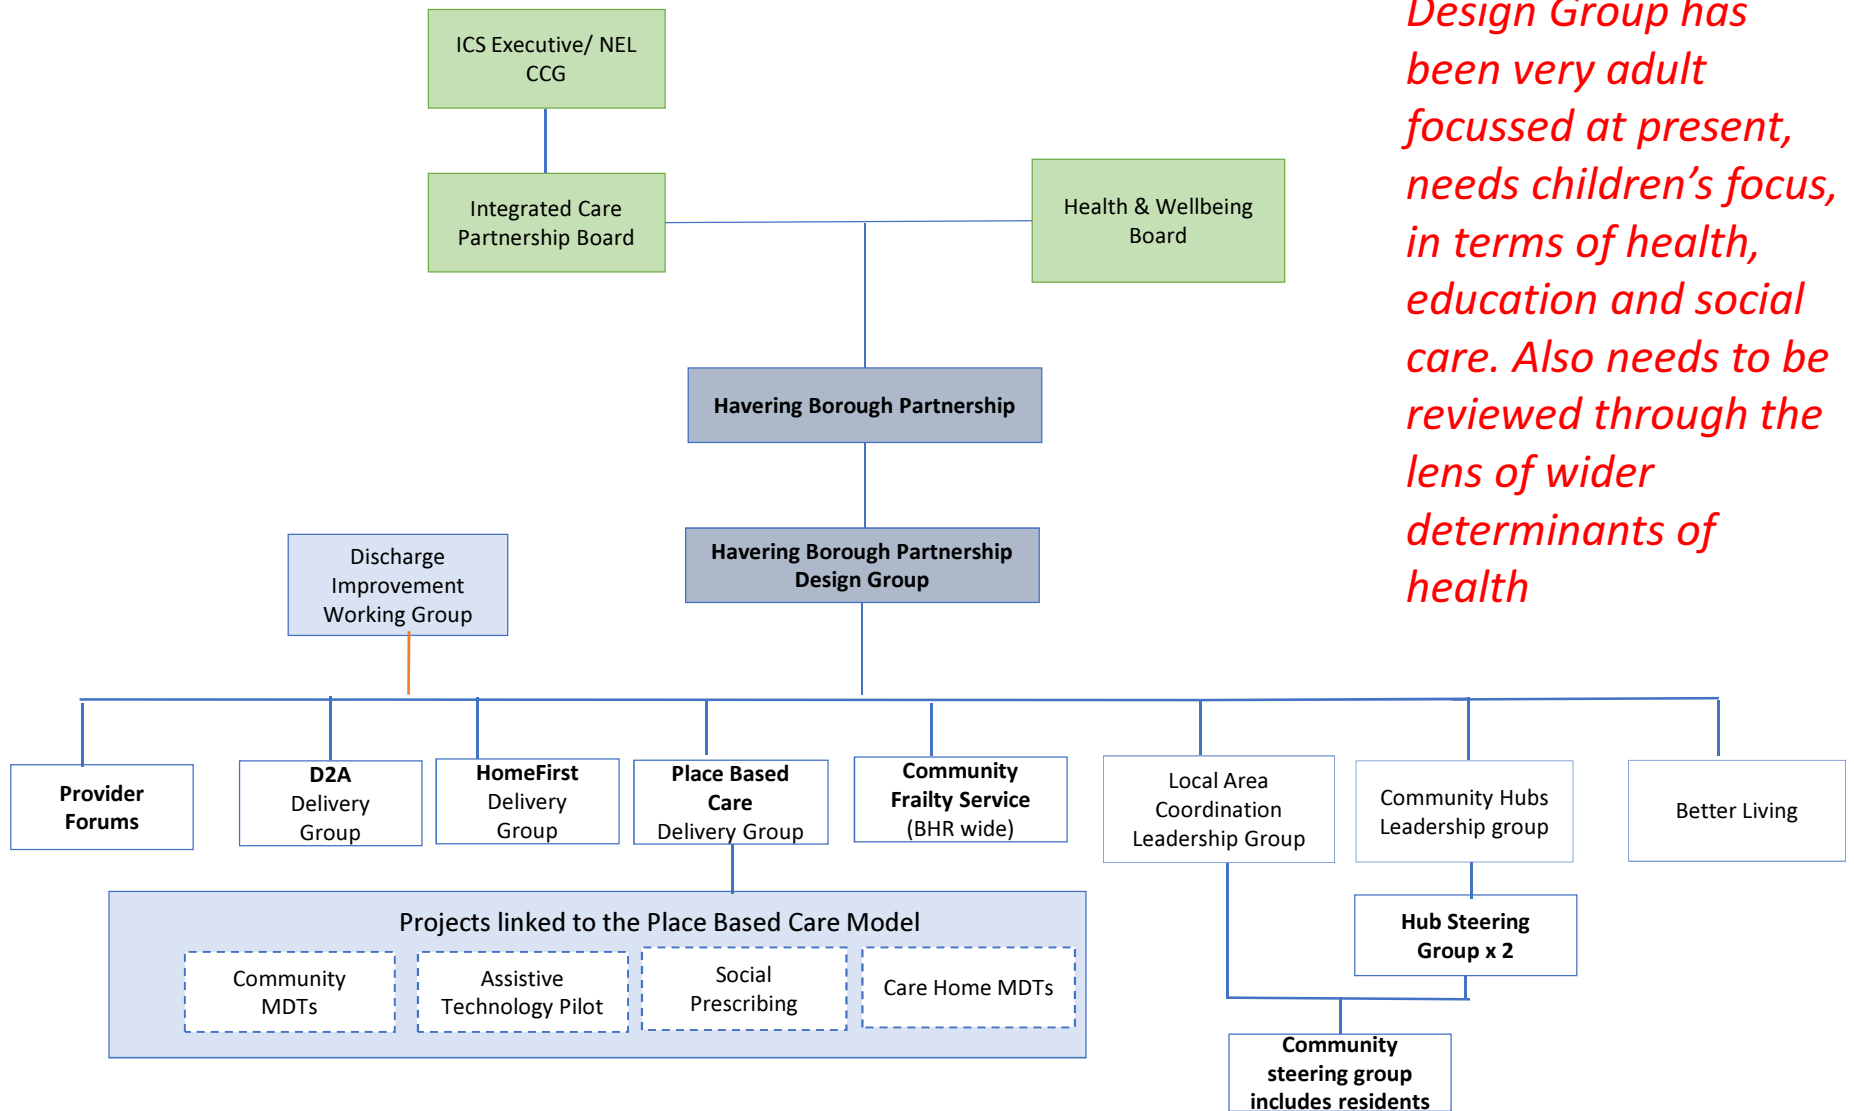 ICS Executive/ NEL
CCG
Integrated Care
Partnership Board
Health & Wellbeing
Board
Design Group has
been very adult
focussed at present,
needs children’s focus,
in terms of health,
education and social
care. Also needs to be
reviewed through the
lens of wider
determinants of
health
Havering Borough Partnership
Havering Borough Partnership
Design Group
Discharge
Improvement
Working Group
Provider
Forums
D2A
Delivery
Group
HomeFirst
Delivery
Group
Place Based
Care
Delivery Group
Community
Frailty Service
(BHR wide)
Local Area
Coordination
Leadership Group
Community Hubs
Leadership group
Better Living
Projects linked to the Place Based Care Model
Community
MDTs
Assistive
Technology Pilot
Social
Prescribing
Care Home MDTs
Hub Steering
Group x 2
Community
steering group
includes residents